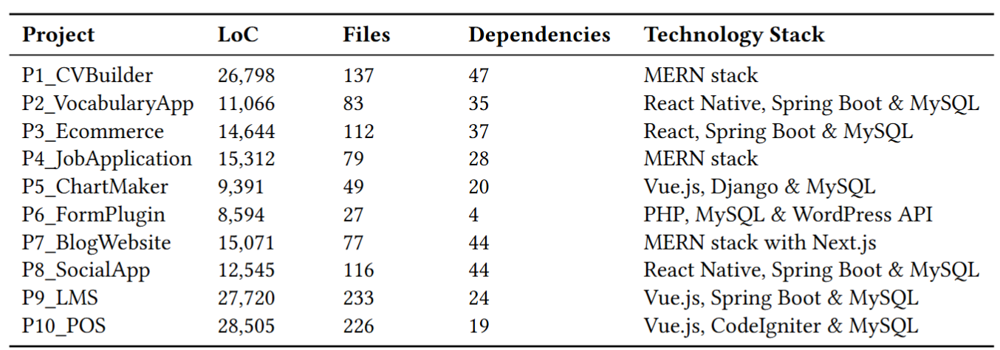 Project LoC Files Dependencies Technology Stack
P1_CVBuilder 26,798 137 47 MERN stack
P2_VocabularyApp 11,066 83 35 React Native, Spring Boot & MySQL
P3_Ecommerce 14,644 112 37 React, Spring Boot & MySQL
P4_JobApplication 15,312 79 28 MERN stack
P5_ChartMaker 9,391 49 20 Vue.js, Django & MySQL
P6_FormPlugin 8,594 27 4 PHP, MySQL & WordPress API
P7_BlogWebsite 15,071 77 44 MERN stack with Next.js
P8_SocialApp 12,545 116 44 React Native, Spring Boot & MySQL
P9_LMS 27,720 233 24 Vue.js, Spring Boot & MySQL
P10_POS 28,505 226 19 Vue.js, CodeIgniter & MySQL